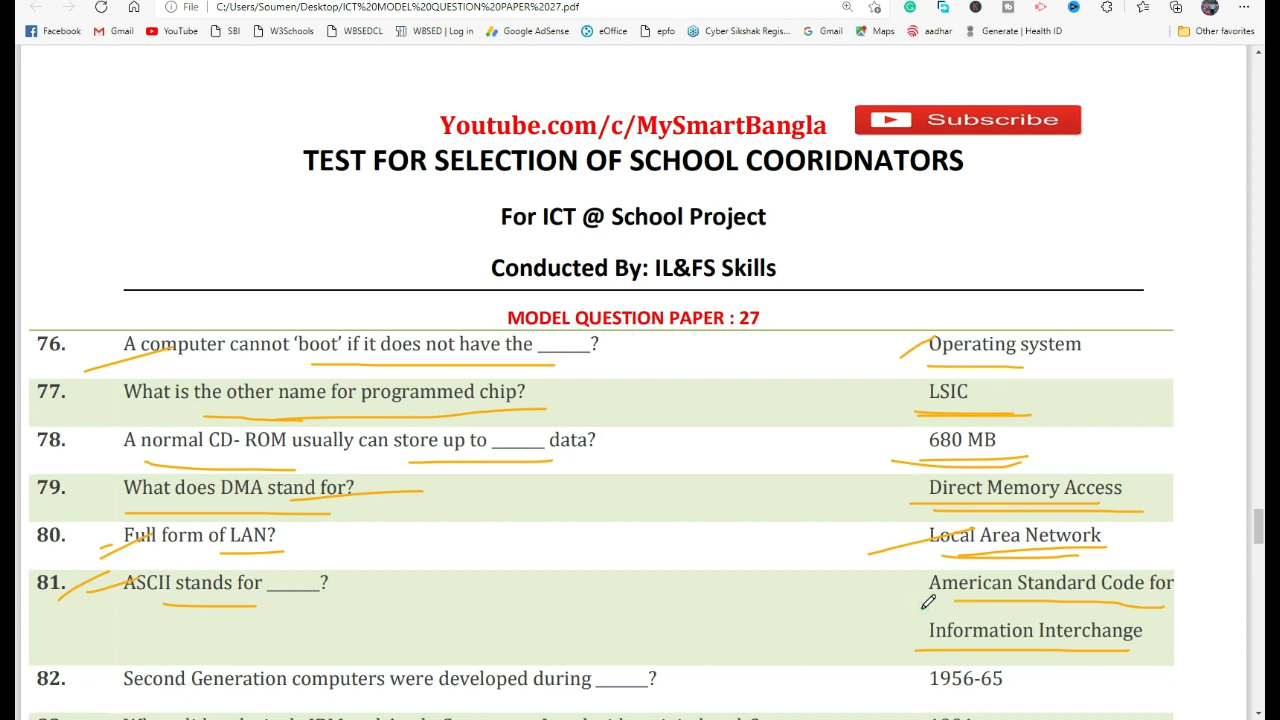 File | C:/Users/Soumen/Desktop/ICT%20MODEL%20QUESTION%20PAPER%2027.pdf
Facebook Gmail YouTube SBI W3Schools WBSEDCL WBSED | Log in Google AdSense eOffice epfo Cyber Sikshak Regis... Gmail Maps aadhar Generate | Health ID Other favorites
Youtube.com/c/MySmartBangla Subscribe
TEST FOR SELECTION OF SCHOOL COORIDNATORS
For ICT @ School Project
Conducted By: IL&FS Skills
MODEL QUESTION PAPER : 27
76. A computer cannot ‘boot’ if it does not have the ______? Operating system
77. What is the other name for programmed chip? LSIC
78. A normal CD- ROM usually can store up to ______ data? 680 MB
79. What does DMA stand for? Direct Memory Access
80. Full form of LAN? Local Area Network
81. ASCII stands for ______? American Standard Code for
Information Interchange
82. Second Generation computers were developed during ______? 1956-65